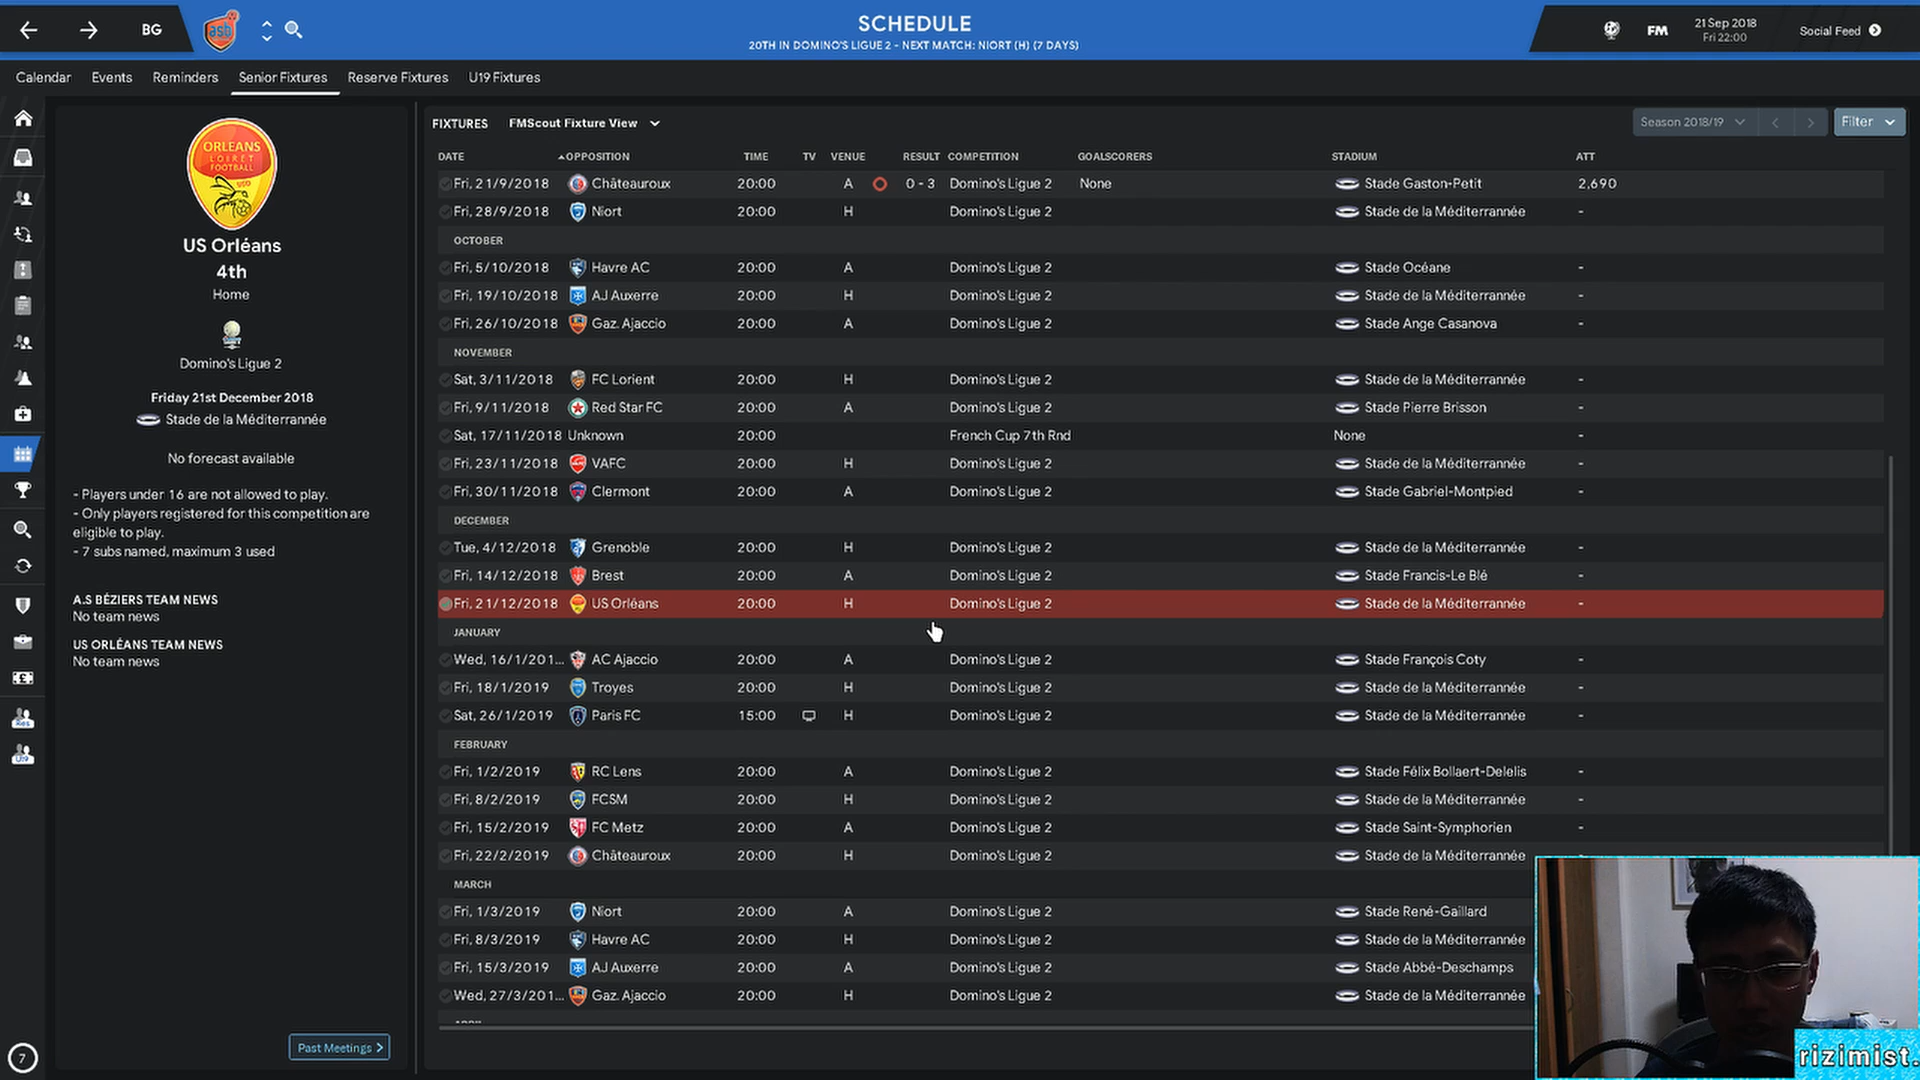 BG
SCHEDULE
20TH IN DOMINO'S LIGUE 2 - NEXT MATCH: NIORT (H) (7 DAYS)
FM
21 Sep 2018
Fri 22:00
Social Feed
Calendar Events Reminders Senior Fixtures Reserve Fixtures U19 Fixtures
ORLEANS
LOIRET
FOOTBALL
US Orléans
4th
Home
Domino's Ligue 2
Friday 21st December 2018
Stade de la Méditerrannée
No forecast available
- Players under 16 are not allowed to play.
- Only players registered for this competition are
eligible to play.
- 7 subs named, maximum 3 used
A.S BÉZIERS TEAM NEWS
No team news
US ORLÉANS TEAM NEWS
No team news
Past Meetings >
FIXTURES FMScout Fixture View
Season 2018/19 Filter
DATE OPPOSITION TIME TV VENUE RESULT COMPETITION GOALSCORERS STADIUM ATT
Fri, 21/9/2018 Châteauroux 20:00 A 0 - 3 Domino's Ligue 2 None Stade Gaston-Petit 2,690
Fri, 28/9/2018 Niort 20:00 H Domino's Ligue 2 Stade de la Méditerrannée -
OCTOBER
Fri, 5/10/2018 Havre AC 20:00 A Domino's Ligue 2 Stade Océane -
Fri, 19/10/2018 AJ Auxerre 20:00 H Domino's Ligue 2 Stade de la Méditerrannée -
Fri, 26/10/2018 Gaz. Ajaccio 20:00 A Domino's Ligue 2 Stade Ange Casanova -
NOVEMBER
Sat, 3/11/2018 FC Lorient 20:00 H Domino's Ligue 2 Stade de la Méditerrannée -
Fri, 9/11/2018 Red Star FC 20:00 A Domino's Ligue 2 Stade Pierre Brisson -
Sat, 17/11/2018 Unknown 20:00 French Cup 7th Rnd None -
Fri, 23/11/2018 VAFC 20:00 H Domino's Ligue 2 Stade de la Méditerrannée -
Fri, 30/11/2018 Clermont 20:00 A Domino's Ligue 2 Stade Gabriel-Montpied -
DECEMBER
Tue, 4/12/2018 Grenoble 20:00 H Domino's Ligue 2 Stade de la Méditerrannée -
Fri, 14/12/2018 Brest 20:00 A Domino's Ligue 2 Stade Francis-Le Blé -
Fri, 21/12/2018 US Orléans 20:00 H Domino's Ligue 2 Stade de la Méditerrannée -
JANUARY
Wed, 16/1/201... AC Ajaccio 20:00 A Domino's Ligue 2 Stade François Coty -
Fri, 18/1/2019 Troyes 20:00 H Domino's Ligue 2 Stade de la Méditerrannée -
Sat, 26/1/2019 Paris FC 15:00 H Domino's Ligue 2 Stade de la Méditerrannée -
FEBRUARY
Fri, 1/2/2019 RC Lens 20:00 A Domino's Ligue 2 Stade Félix Bollaert-Delelis -
Fri, 8/2/2019 FCSM 20:00 H Domino's Ligue 2 Stade de la Méditerrannée -
Fri, 15/2/2019 FC Metz 20:00 A Domino's Ligue 2 Stade Saint-Symphorien -
Fri, 22/2/2019 Châteauroux 20:00 H Domino's Ligue 2 Stade de la Méditerrannée
MARCH
Fri, 1/3/2019 Niort 20:00 A Domino's Ligue 2 Stade René-Gaillard
Fri, 8/3/2019 Havre AC 20:00 H Domino's Ligue 2 Stade de la Méditerrannée
Fri, 15/3/2019 AJ Auxerre 20:00 A Domino's Ligue 2 Stade Abbé-Deschamps
Wed, 27/3/201... Gaz. Ajaccio 20:00 H Domino's Ligue 2 Stade de la Méditerrannée
Res
U19
7
rizimist.